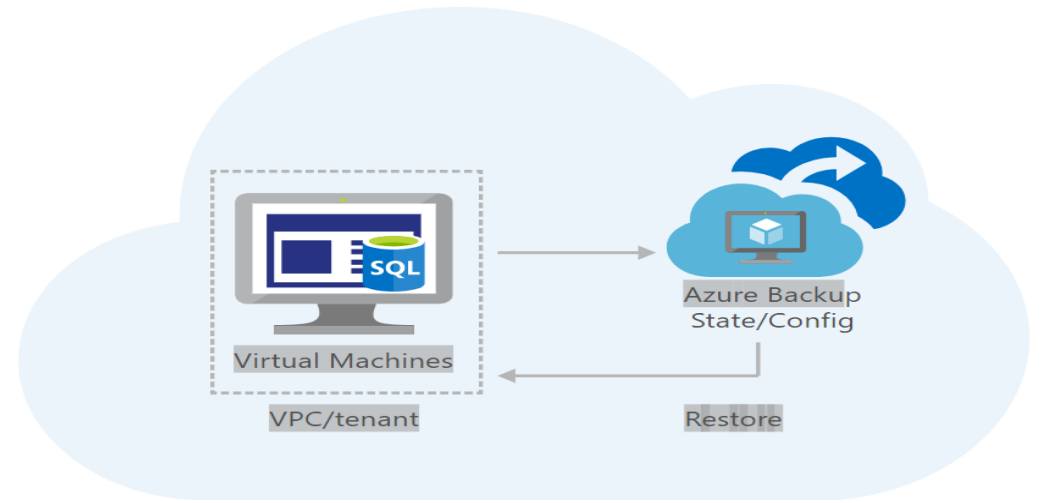 SQL
Virtual Machines
VPC/tenant
Azure Backup
State/Config
Restore